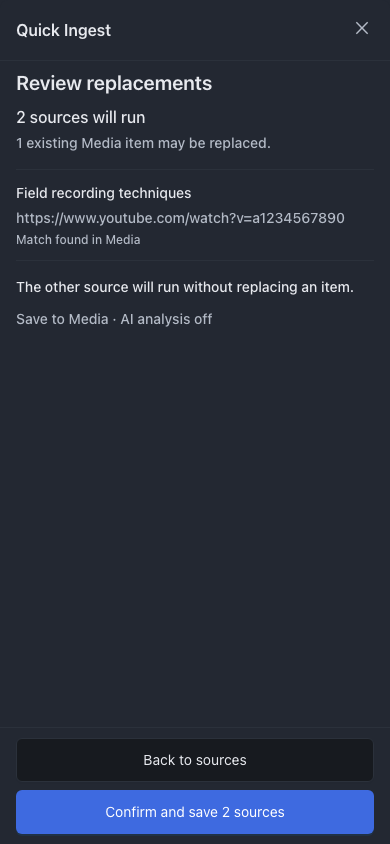 Quick Ingest
Review replacements
2 sources will run
1 existing Media item may be replaced.
Field recording techniques
https://www.youtube.com/watch?v=a1234567890
Match found in Media
The other source will run without replacing an item.
Save to Media · AI analysis off
Back to sources
Confirm and save 2 sources